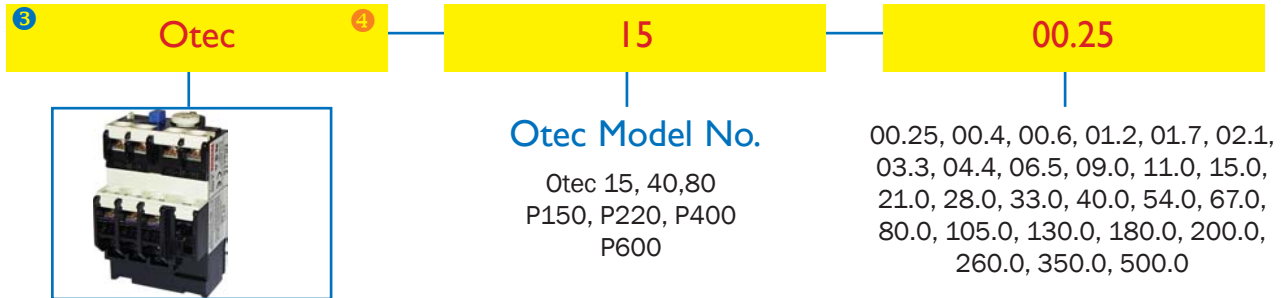 3 Otec 4
15
00.25
Otec Model No.
Otec 15, 40,80
P150, P220, P400
P600
00.25, 00.4, 00.6, 01.2, 01.7, 02.1,
03.3, 04.4, 06.5, 09.0, 11.0, 15.0,
21.0, 28.0, 33.0, 40.0, 54.0, 67.0,
80.0, 105.0, 130.0, 180.0, 200.0,
260.0, 350.0, 500.0